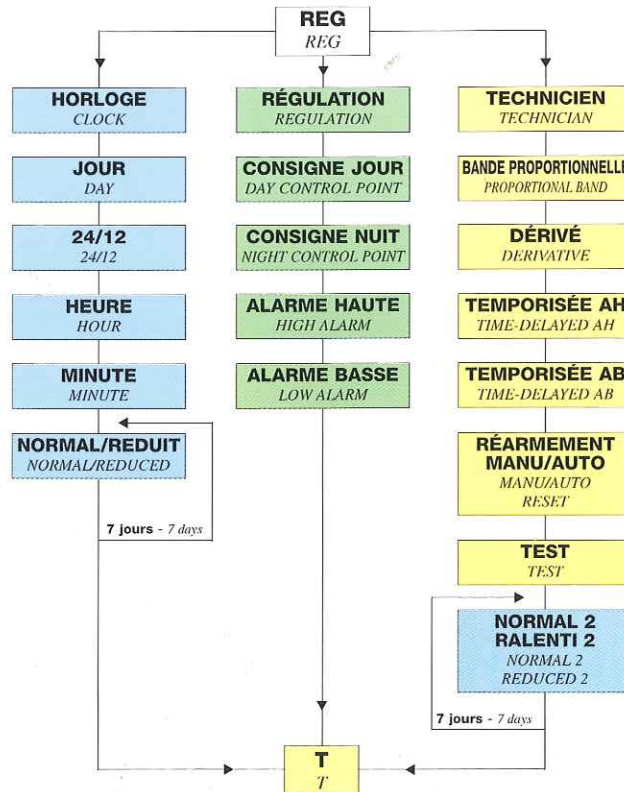 REG
REG
HORLOGE
CLOCK
JOUR
DAY
24/12
24/12
HEURE
HOUR
MINUTE
MINUTE
NORMAL/REDUIT
NORMAL/REDUCED
7 jours - 7 days
RÉGULATION
REGULATION
CONSIGNE JOUR
DAY CONTROL POINT
CONSIGNE NUIT
NIGHT CONTROL POINT
ALARME HAUTE
HIGH ALARM
ALARME BASSE
LOW ALARM
TECHNICIEN
TECHNICIAN
BANDE PROPORTIONNELLE
PROPORTIONAL BAND
DÉRIVÉ
DERIVATIVE
TEMPORISÉE AH
TIME-DELAYED AH
TEMPORISÉE AB
TIME-DELAYED AB
RÉARMEMENT
MANU/AUTO
MANU/AUTO
RESET
TEST
TEST
NORMAL 2
RALENTI 2
NORMAL 2
REDUCED 2
7 jours - 7 days
T
T